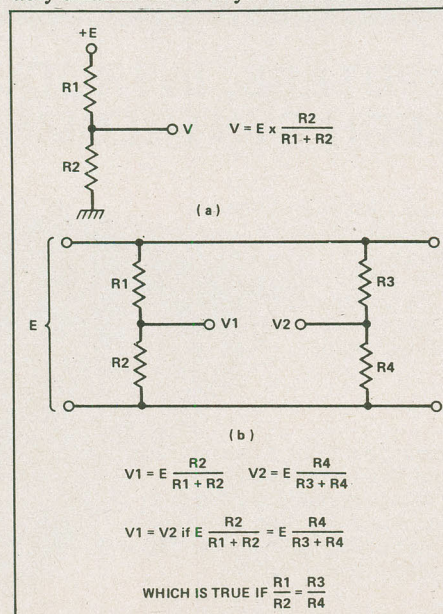 +E
R1
V
V = E x R2 / R1 + R2
R2
(a)
R1
R3
E
V1
V2
R2
R4
(b)
V1 = E R2 / R1 + R2 V2 = E R4 / R3 + R4
V1 = V2 if E R2 / R1 + R2 = E R4 / R3 + R4
WHICH IS TRUE IF R1 / R2 = R3 / R4